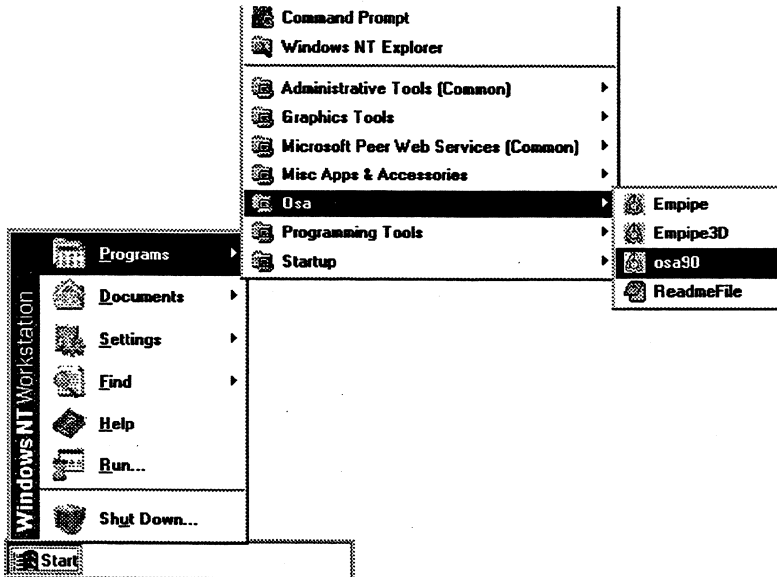 Command Prompt
Windows NT Explorer
Administrative Tools (Common)
Graphics Tools
Microsoft Peer Web Services (Common)
Misc Apps & Accessories
Osa
Programming Tools
Startup
Empipe
Empipe3D
osa90
ReadmeFile
Programs
Documents
Settings
Find
Help
Run...
Shut Down...
Windows NT Workstation
Start